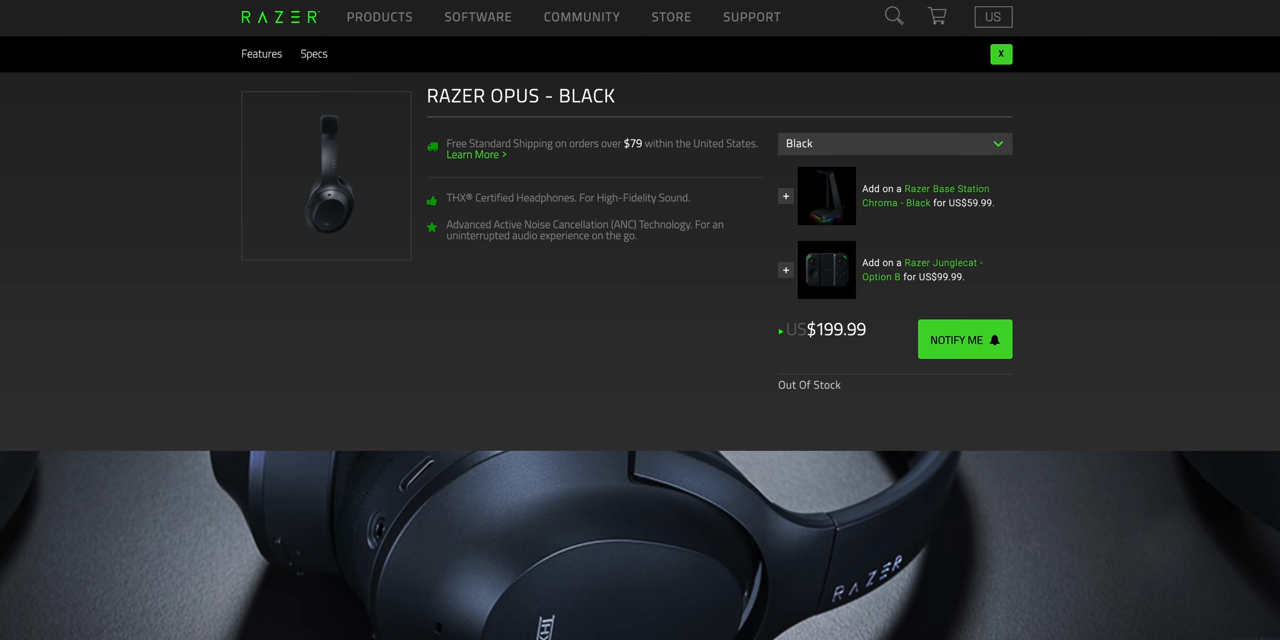 RAZER
PRODUCTS
SOFTWARE
COMMUNITY
STORE
SUPPORT
US
Features
Specs
X
RAZER OPUS - BLACK
Free Standard Shipping on orders over $79 within the United States.
Learn More >
THX® Certified Headphones. For High-Fidelity Sound.
Advanced Active Noise Cancellation (ANC) Technology. For an
uninterrupted audio experience on the go.
Black
+
Add on a Razer Base Station
Chroma - Black for US$59.99.
+
Add on a Razer Junglecat -
Option B for US$99.99.
US$199.99
NOTIFY ME
Out Of Stock
RAZER
THX